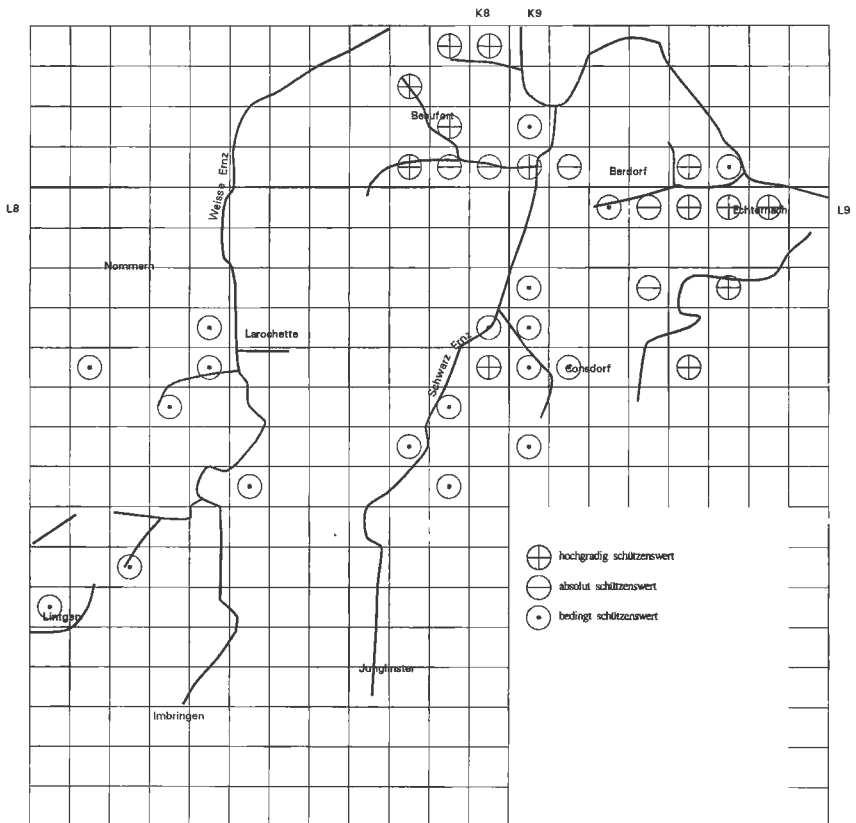 K8 K9
Beaufort
Weisse Ernz
Berdorf
L8
Echternach
L9
Nommern
Larochette
Schwarz Ernz
Consdorf
hochgradig schützenswert
absolut schützenswert
bedingt schützenswert
Lintgen
Junglinster
Imbringen